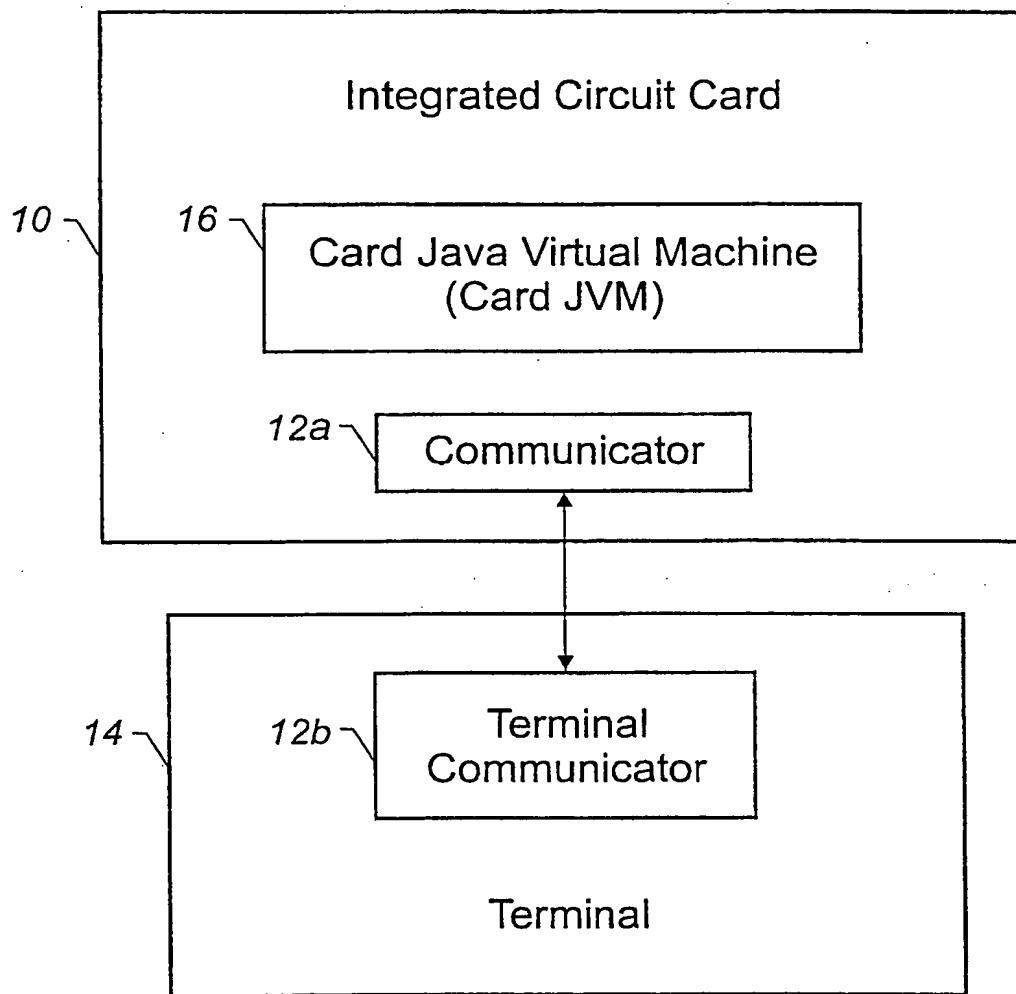 Integrated Circuit Card
10
16
Card Java Virtual Machine
(Card JVM)
12a
Communicator
14
12b
Terminal
Communicator
Terminal